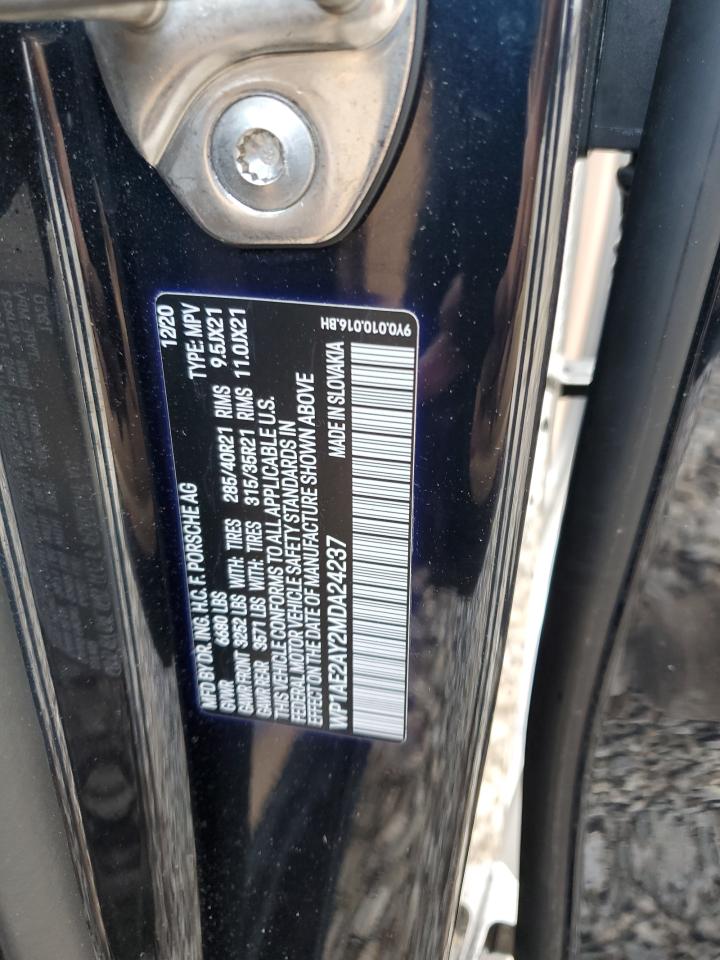 MFD BY DR. ING. H.C. F. PORSCHE AG 12/20
GVWR 6680 LBS TYPE: MPV
GAWR FRONT 3252 LBS WITH: TIRES 285/40R21 RIMS 9.5JX21
GAWR REAR 3571 LBS WITH: TIRES 315/35R21 RIMS 11.0JX21
THIS VEHICLE CONFORMS TO ALL APPLICABLE U.S.
FEDERAL MOTOR VEHICLE SAFETY STANDARDS IN
EFFECT ON THE DATE OF MANUFACTURE SHOWN ABOVE
WP1AE2AY2MDA24237 MADE IN SLOVAKIA
9Y0.010.016.BH